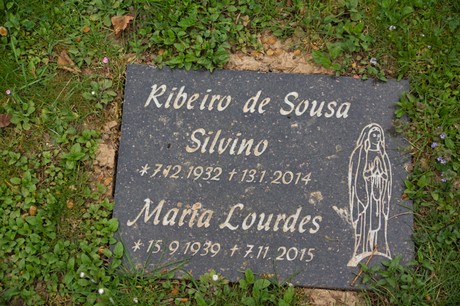 Ribeiro de Sousa
Silvino
*7.12.1932 †13.1.2014
Maria Lourdes
*15.9.1939 †7.11.2015